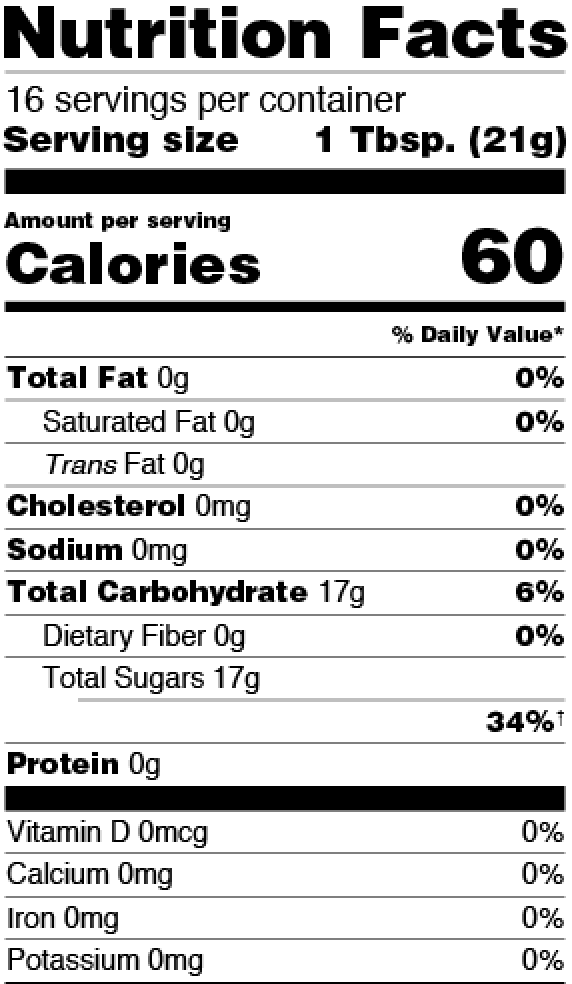 Nutrition Facts
16 servings per container
Serving size 1 Tbsp. (21g)
Amount per serving
Calories 60
% Daily Value*
Total Fat 0g 0%
Saturated Fat 0g 0%
Trans Fat 0g
Cholesterol 0mg 0%
Sodium 0mg 0%
Total Carbohydrate 17g 6%
Dietary Fiber 0g 0%
Total Sugars 17g
34%†
Protein 0g
Vitamin D 0mcg 0%
Calcium 0mg 0%
Iron 0mg 0%
Potassium 0mg 0%